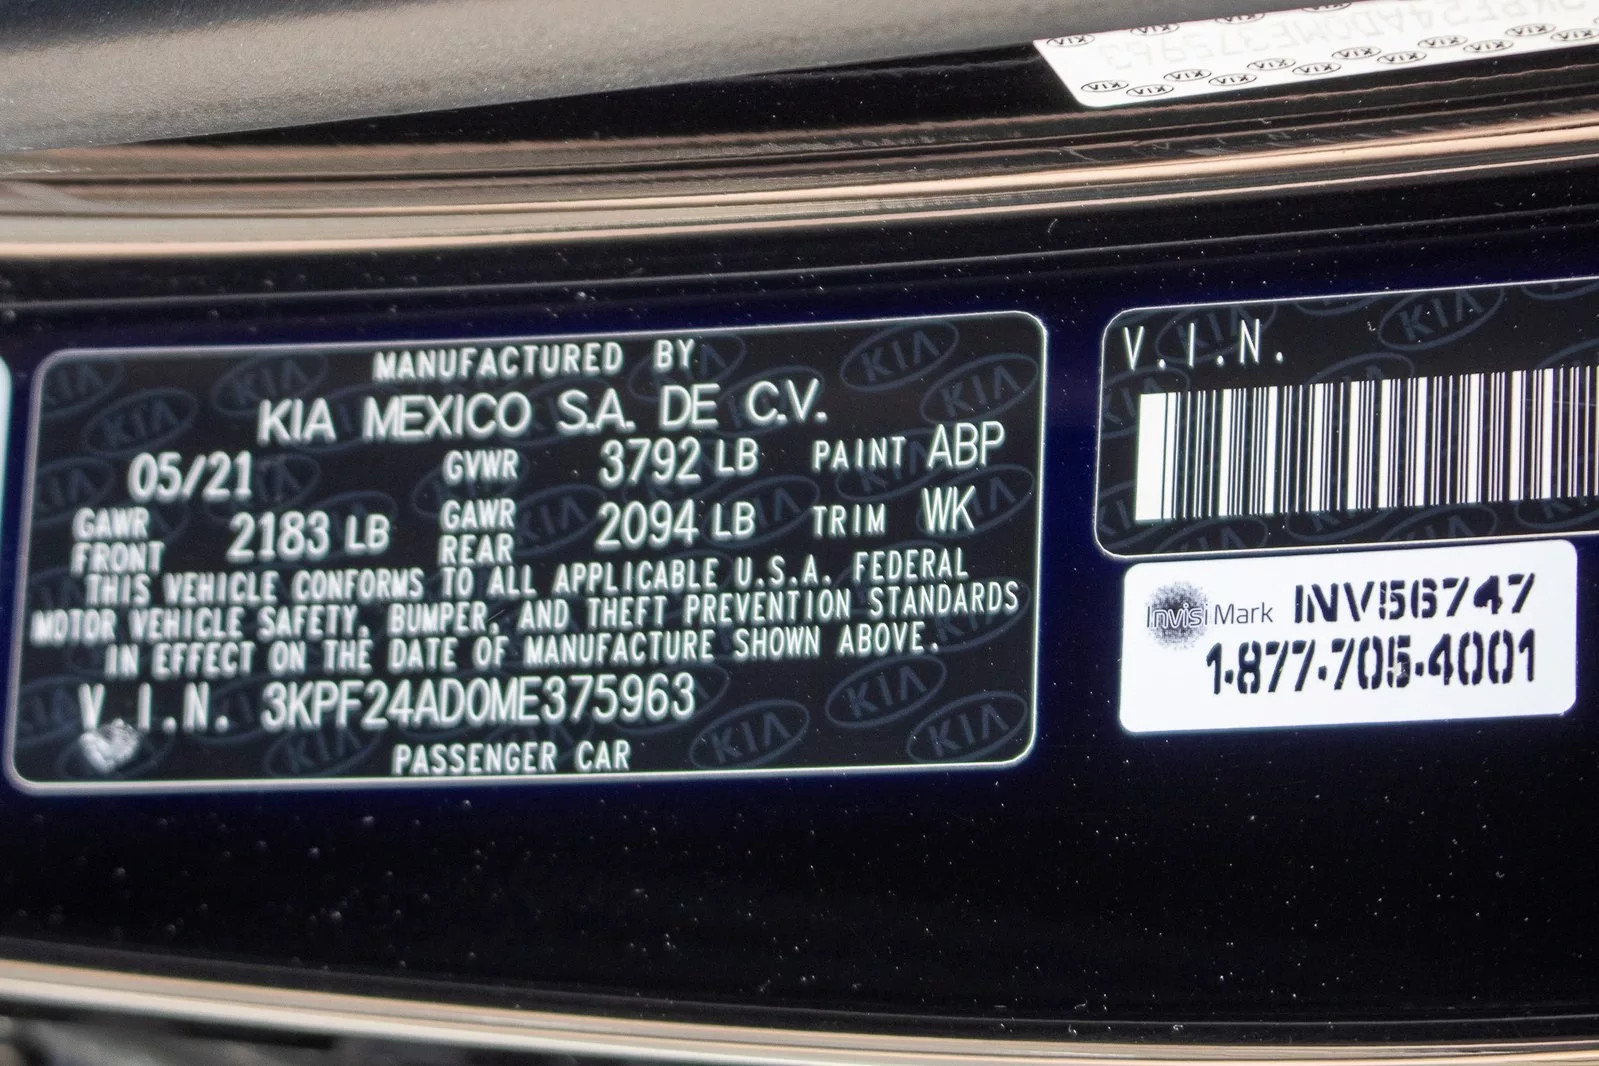 MANUFACTURED BY
KIA MEXICO S.A. DE C.V.
05/21 GVWR 3792 LB PAINT ABP
GAWR FRONT 2183 LB GAWR REAR 2094 LB TRIM WK
THIS VEHICLE CONFORMS TO ALL APPLICABLE U.S.A. FEDERAL
MOTOR VEHICLE SAFETY, BUMPER, AND THEFT PREVENTION STANDARDS
IN EFFECT ON THE DATE OF MANUFACTURE SHOWN ABOVE.
V.I.N. 3KPF24AD0ME375963
PASSENGER CAR
V.I.N.
InvisiMark INV56747
1-877-705-4001